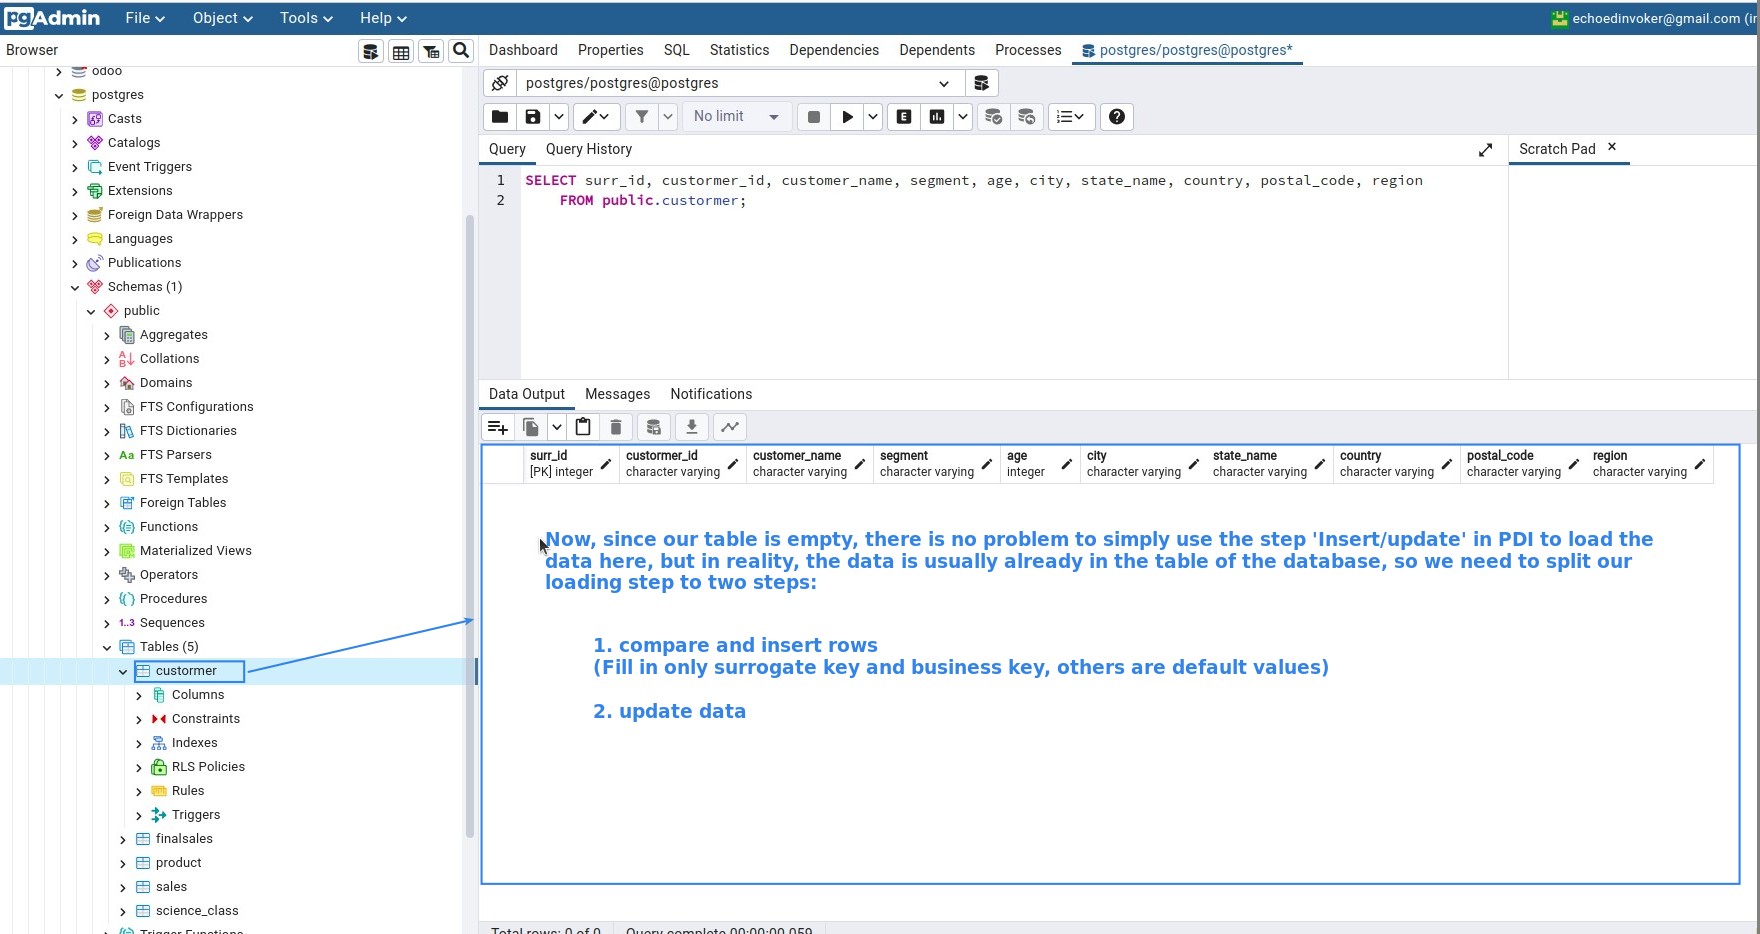 pgAdmin File Object Tools Help echoedinvoker@gmail.com (in
Browser
Dashboard Properties SQL Statistics Dependencies Dependents Processes postgres/postgres@postgres*
odoo
postgres
Casts
Catalogs
Event Triggers
Extensions
Foreign Data Wrappers
Languages
Publications
Schemas (1)
public
Aggregates
Collations
Domains
FTS Configurations
FTS Dictionaries
Aa FTS Parsers
FTS Templates
Foreign Tables
Functions
Materialized Views
Operators
Procedures
1..3 Sequences
Tables (5)
custormer
Columns
Constraints
Indexes
RLS Policies
Rules
Triggers
finalsales
product
sales
science_class
Trigger Functions
postgres/postgres@postgres
No limit E
Query Query History Scratch Pad
1 SELECT surr_id, custormer_id, customer_name, segment, age, city, state_name, country, postal_code, region
2 FROM public.custormer;
Data Output Messages Notifications
surr_id custormer_id customer_name segment age city state_name country postal_code region
[PK] integer character varying character varying character varying integer character varying character varying character varying character varying character varying
Now, since our table is empty, there is no problem to simply use the step 'Insert/update' in PDI to load the
data here, but in reality, the data is usually already in the table of the database, so we need to split our
loading step to two steps:
1. compare and insert rows
(Fill in only surrogate key and business key, others are default values)
2. update data
Total rows: 0 of 0 Query complete 00:00:00.059